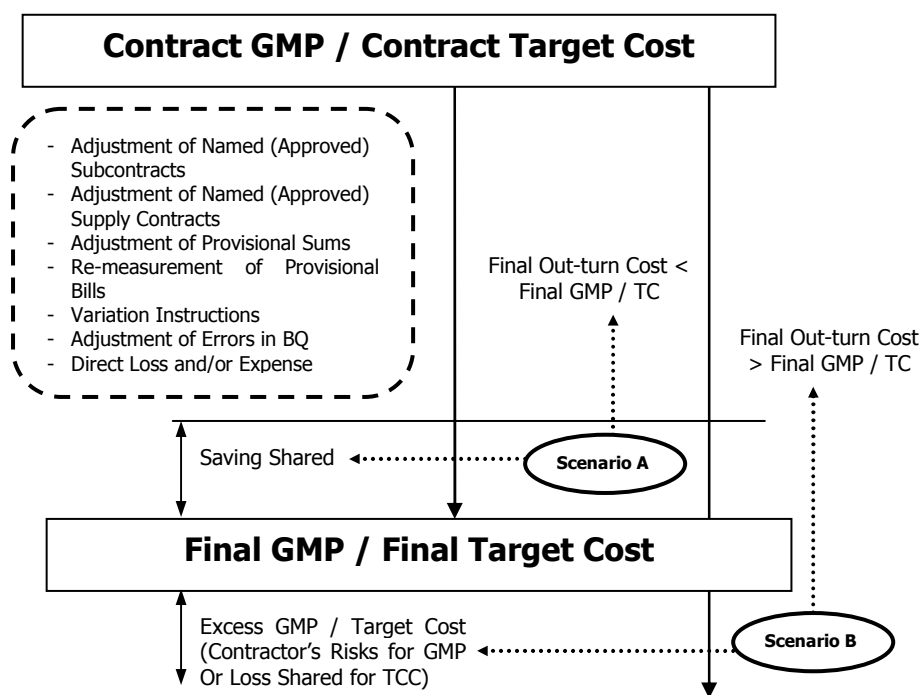 Contract GMP / Contract Target Cost
- Adjustment of Named (Approved)
Subcontracts
- Adjustment of Named (Approved)
Supply Contracts
- Adjustment of Provisional Sums
- Re-measurement of Provisional
Bills
- Variation Instructions
- Adjustment of Errors in BQ
- Direct Loss and/or Expense
Final Out-turn Cost <
Final GMP / TC
Final Out-turn Cost
> Final GMP / TC
Saving Shared
Scenario A
Final GMP / Final Target Cost
Excess GMP / Target Cost
(Contractor’s Risks for GMP
Or Loss Shared for TCC)
Scenario B